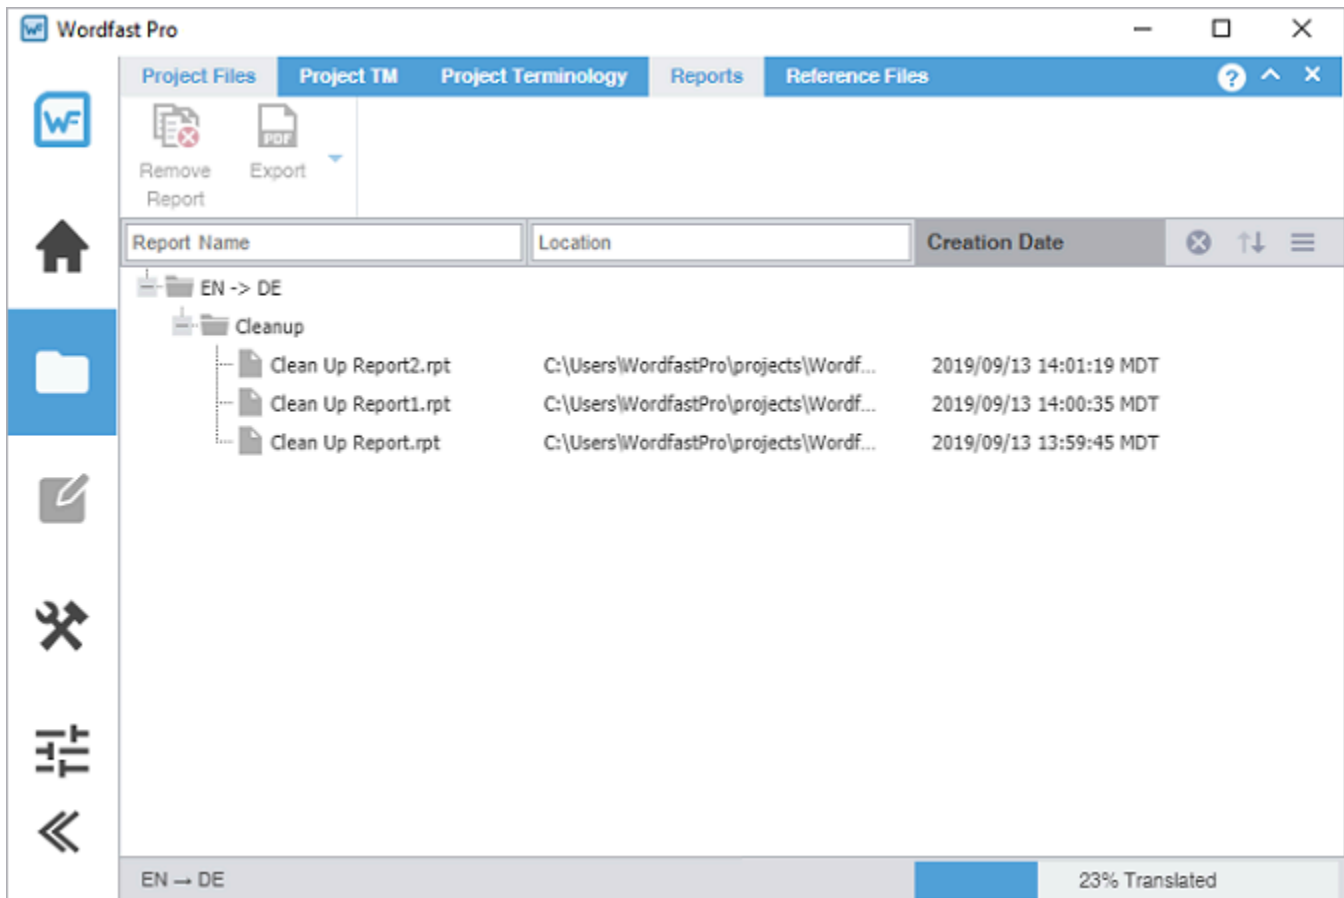 WF Wordfast Pro
Project Files Project TM Project Terminology Reports Reference Files ?
WF
PDF
Remove Report Export
Report Name Location Creation Date
EN -> DE
Cleanup
Clean Up Report2.rpt C:\Users\WordfastPro\projects\Wordf... 2019/09/13 14:01:19 MDT
Clean Up Report1.rpt C:\Users\WordfastPro\projects\Wordf... 2019/09/13 14:00:35 MDT
Clean Up Report.rpt C:\Users\WordfastPro\projects\Wordf... 2019/09/13 13:59:45 MDT
EN → DE 23% Translated